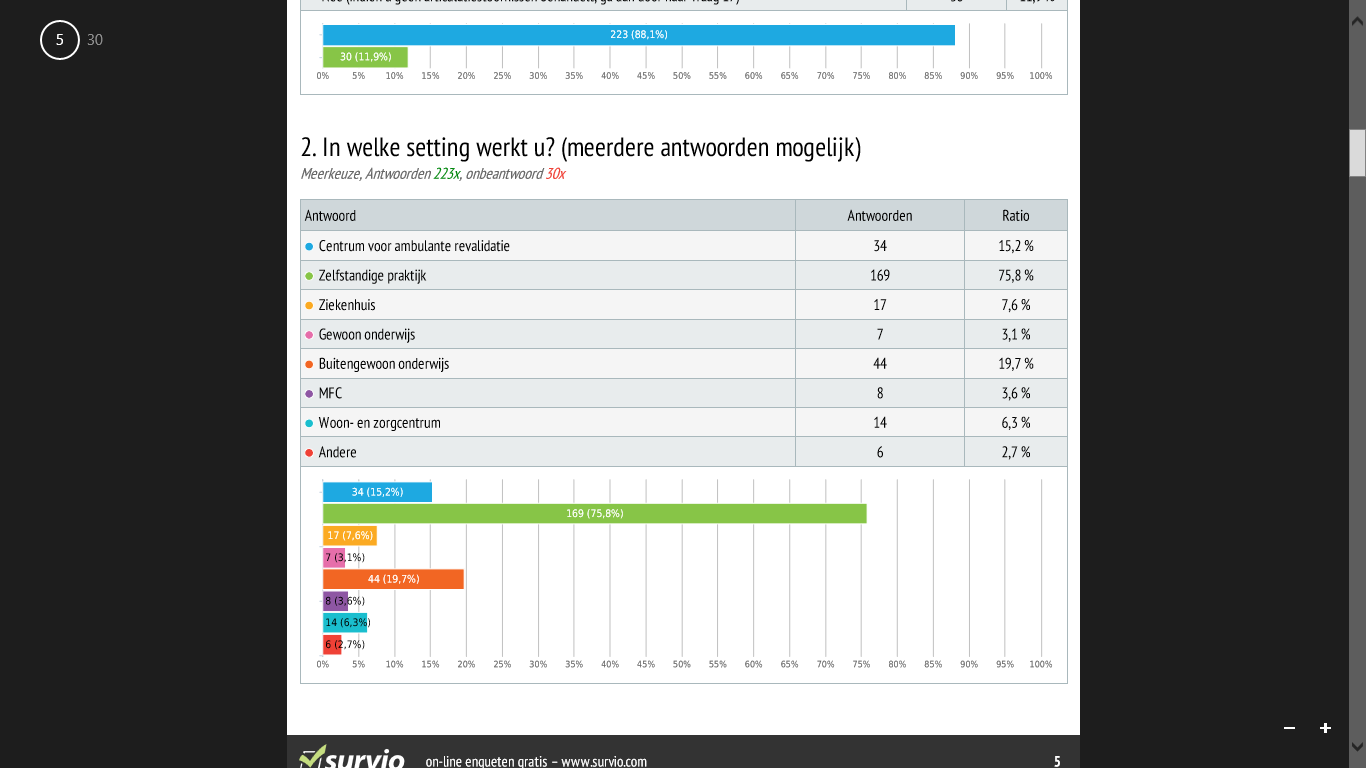 5 30
223 (88,1%)
30 (11,9%)
0% 5% 10% 15% 20% 25% 30% 35% 40% 45% 50% 55% 60% 65% 70% 75% 80% 85% 90% 95% 100%
2. In welke setting werkt u? (meerdere antwoorden mogelijk)
Meerkeuze, Antwoorden 223x, onbeantwoord 30x
Antwoord Antwoorden Ratio
Centrum voor ambulante revalidatie 34 15,2 %
Zelfstandige praktijk 169 75,8 %
Ziekenhuis 17 7,6 %
Gewoon onderwijs 7 3,1 %
Buitengewoon onderwijs 44 19,7 %
MFC 8 3,6 %
Woon- en zorgcentrum 14 6,3 %
Andere 6 2,7 %
34 (15,2%)
169 (75,8%)
17 (7,6%)
7 (3,1%)
44 (19,7%)
8 (3,6%)
14 (6,3%)
6 (2,7%)
0% 5% 10% 15% 20% 25% 30% 35% 40% 45% 50% 55% 60% 65% 70% 75% 80% 85% 90% 95% 100%
survio on-line enqueten gratis – www.survio.com 5